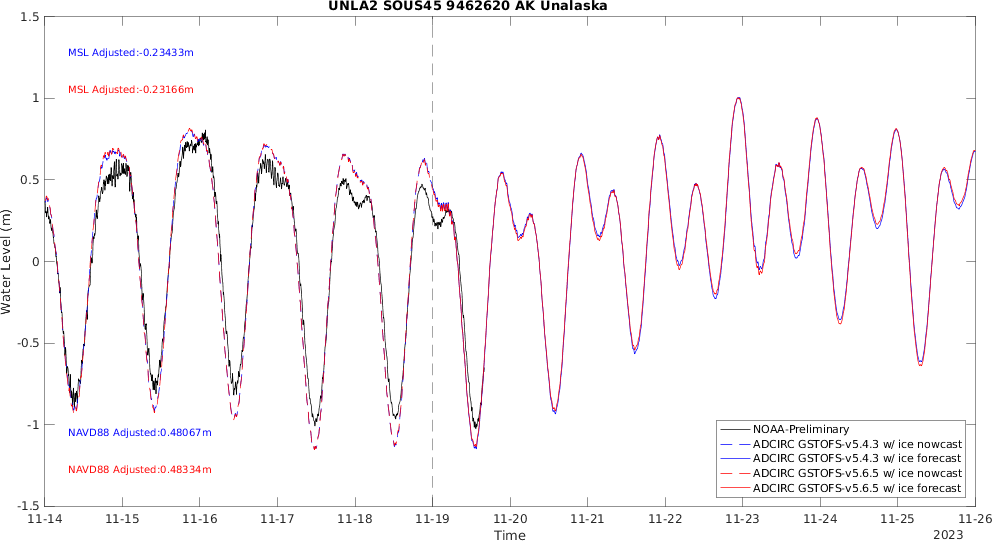 UNLA2 SOUS45 9462620 AK Unalaska
1.5
1
0.5
0
-0.5
-1
-1.5
Water Level (m)
MSL Adjusted:-0.23433m
MSL Adjusted:-0.23166m
NAVD88 Adjusted:0.48067m
NAVD88 Adjusted:0.48334m
NOAA-Preliminary
ADCIRC GSTOFS-v5.4.3 w/ ice nowcast
ADCIRC GSTOFS-v5.4.3 w/ ice forecast
ADCIRC GSTOFS-v5.6.5 w/ ice nowcast
ADCIRC GSTOFS-v5.6.5 w/ ice forecast
11-14 11-15 11-16 11-17 11-18 11-19 11-20 11-21 11-22 11-23 11-24 11-25 11-26
Time
2023